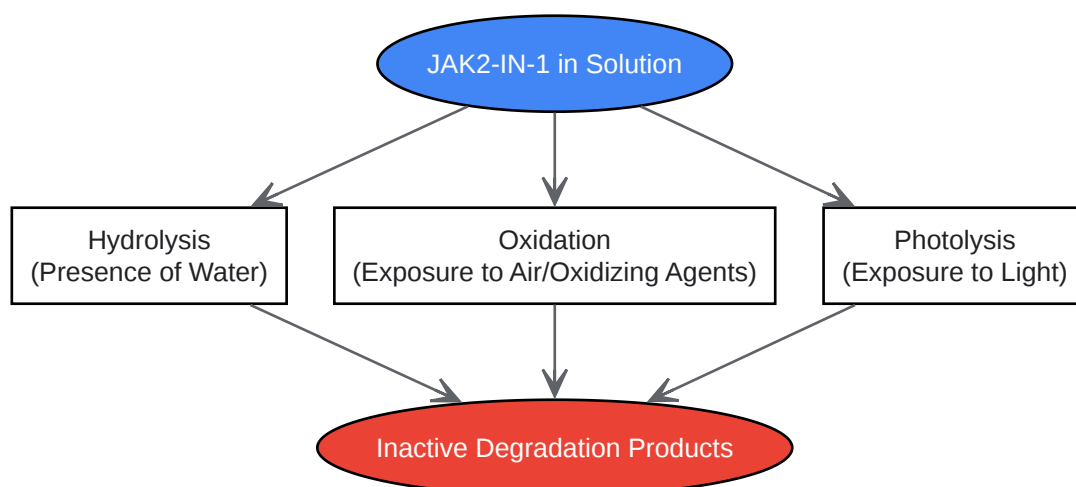 JAK2-IN-1 in Solution
Hydrolysis
(Presence of Water)
Oxidation
(Exposure to Air/Oxidizing Agents)
Photolysis
(Exposure to Light)
Inactive Degradation Products